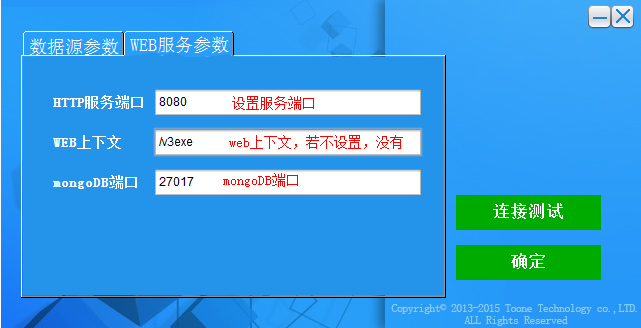 数据源参数 WEB服务参数
HTTP服务端口 8080 设置服务端口
WEB上下文 /v3exe web上下文，若不设置，没有
mongoDB端口 27017 mongoDB端口
连接测试
确定
Copyright© 2013-2015 Toone Technology co.,LTD.
ALL Rights Reserved